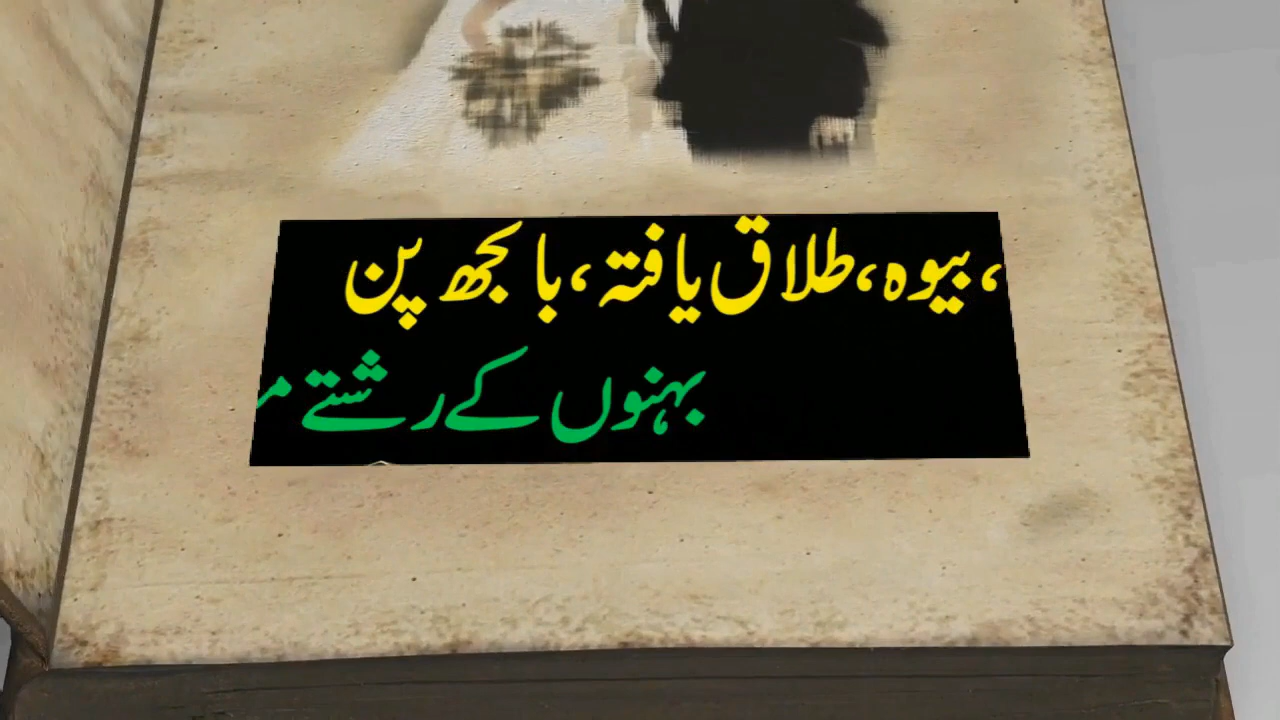 ، بیوہ، طلاق یافتہ، بانجھ پن
بہنوں کے رشتے